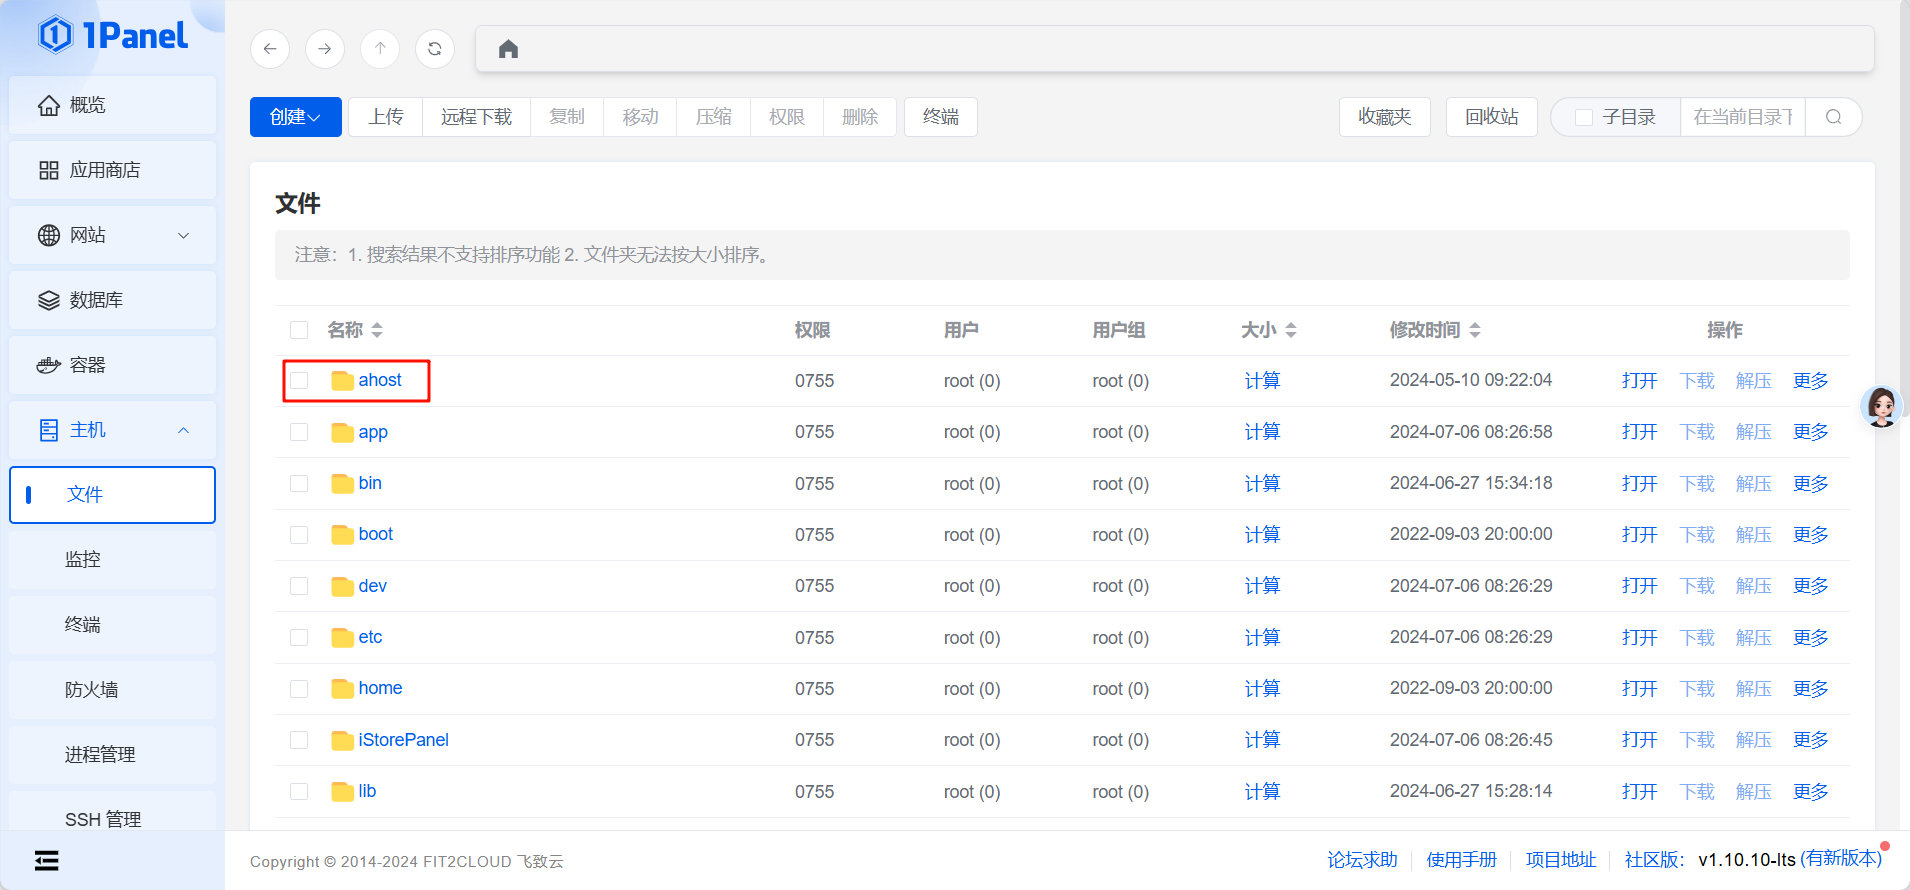 1Panel
概览
应用商店
网站
数据库
容器
主机
文件
监控
终端
防火墙
进程管理
SSH 管理
创建 上传 远程下载 复制 移动 压缩 权限 删除 终端 收藏夹 回收站 子目录 在当前目录下
文件
注意：1. 搜索结果不支持排序功能 2. 文件夹无法按大小排序。
名称 权限 用户 用户组 大小 修改时间 操作
ahost 0755 root (0) root (0) 计算 2024-05-10 09:22:04 打开 下载 解压 更多
app 0755 root (0) root (0) 计算 2024-07-06 08:26:58 打开 下载 解压 更多
bin 0755 root (0) root (0) 计算 2024-06-27 15:34:18 打开 下载 解压 更多
boot 0755 root (0) root (0) 计算 2022-09-03 20:00:00 打开 下载 解压 更多
dev 0755 root (0) root (0) 计算 2024-07-06 08:26:29 打开 下载 解压 更多
etc 0755 root (0) root (0) 计算 2024-07-06 08:26:29 打开 下载 解压 更多
home 0755 root (0) root (0) 计算 2022-09-03 20:00:00 打开 下载 解压 更多
iStorePanel 0755 root (0) root (0) 计算 2024-07-06 08:26:45 打开 下载 解压 更多
lib 0755 root (0) root (0) 计算 2024-06-27 15:28:14 打开 下载 解压 更多
Copyright © 2014-2024 FIT2CLOUD 飞致云 论坛求助 使用手册 项目地址 社区版： v1.10.10-lts (有新版本)